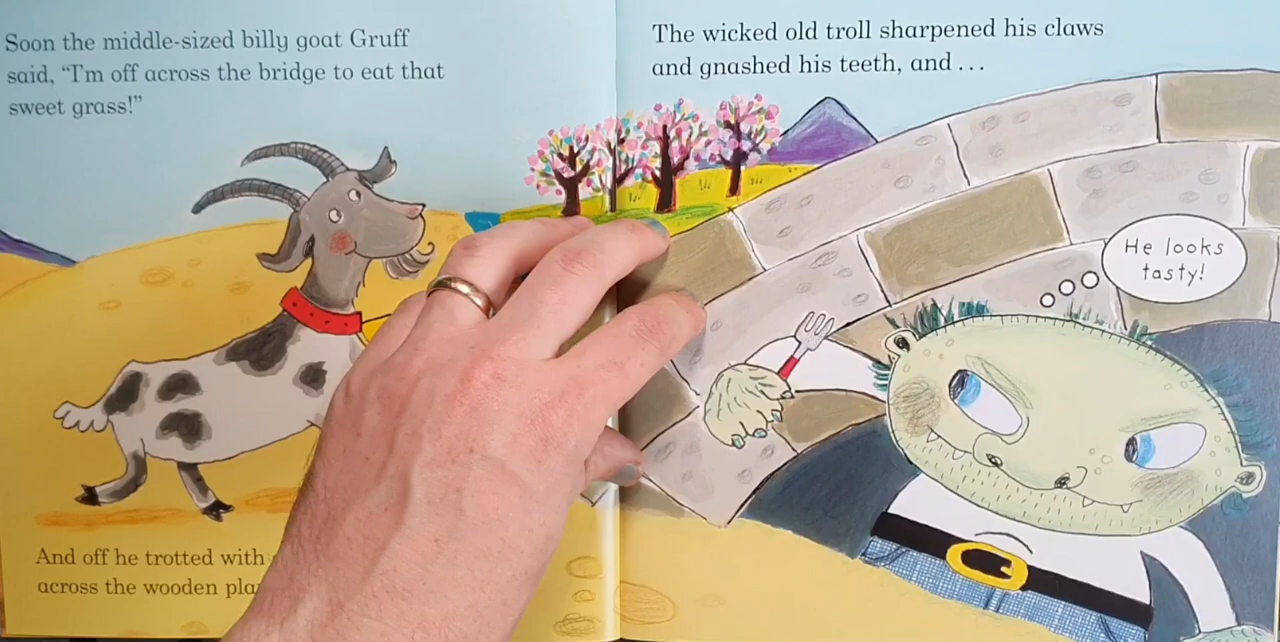 Soon the middle-sized billy goat Gruff
said, “I'm off across the bridge to eat that
sweet grass!”
And off he trotted with
across the wooden
The wicked old troll sharpened his claws
and gnashed his teeth, and ...
He looks
tasty!